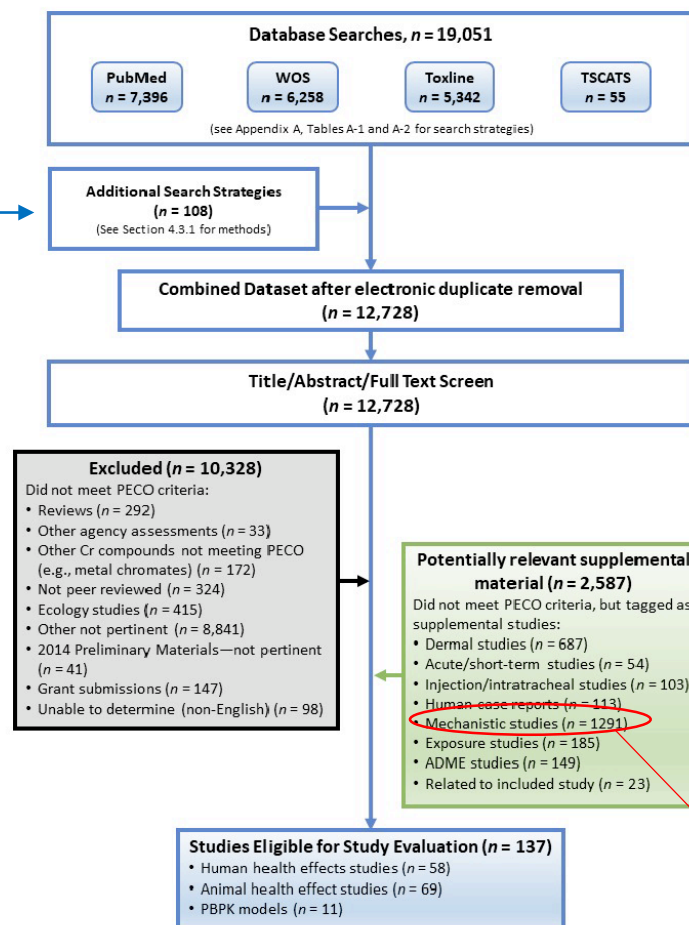 Database Searches, n = 19,051
PubMed
n = 7,396
WOS
n = 6,258
Toxline
n = 5,342
TSCATS
n = 55
(see Appendix A, Tables A-1 and A-2 for search strategies)
Additional Search Strategies
(n = 108)
(See Section 4.3.1 for methods)
Combined Dataset after electronic duplicate removal
(n = 12,728)
Title/Abstract/Full Text Screen
(n = 12,728)
Excluded (n = 10,328)
Did not meet PECO criteria:
• Reviews (n = 292)
• Other agency assessments (n = 33)
• Other Cr compounds not meeting PECO
(e.g., metal chromates) (n = 172)
• Not peer reviewed (n = 324)
• Ecology studies (n = 415)
• Other not pertinent (n = 8,841)
• 2014 Preliminary Materials—not pertinent
(n = 41)
• Grant submissions (n = 147)
• Unable to determine (non-English) (n = 98)
Potentially relevant supplemental
material (n = 2,587)
Did not meet PECO criteria, but tagged as
supplemental studies:
• Dermal studies (n = 687)
• Acute/short-term studies (n = 54)
• Injection/intratracheal studies (n = 103)
• Human case reports (n = 113)
• Mechanistic studies (n = 1291)
• Exposure studies (n = 185)
• ADME studies (n = 149)
• Related to included study (n = 23)
Studies Eligible for Study Evaluation (n = 137)
• Human health effects studies (n = 58)
• Animal health effect studies (n = 69)
• PBPK models (n = 11)